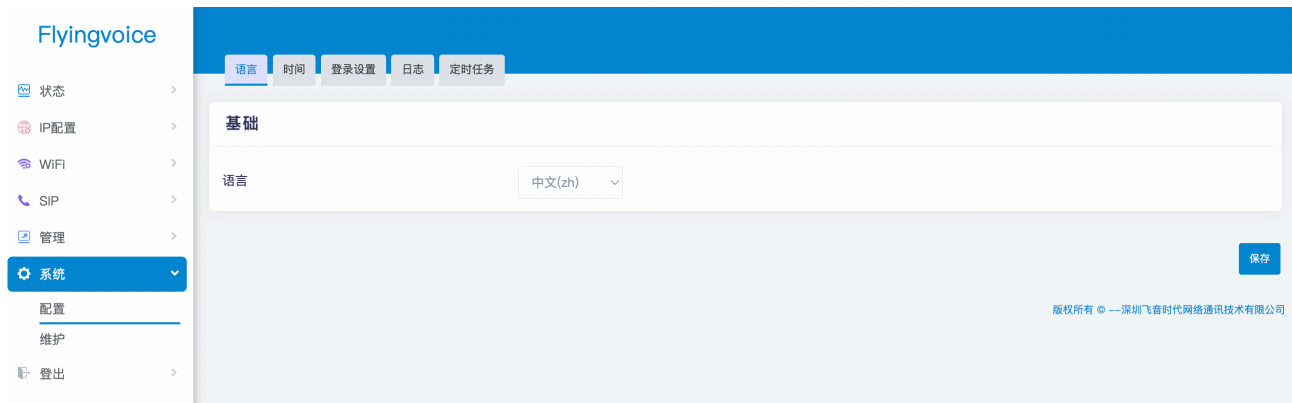 Flyingvoice
语言 时间 登录设置 日志 定时任务
状态
IP配置
WiFi
SIP
管理
系统
配置
维护
登出
基础
语言 中文(zh)
保存
版权所有 © ––深圳飞音时代网络通讯技术有限公司